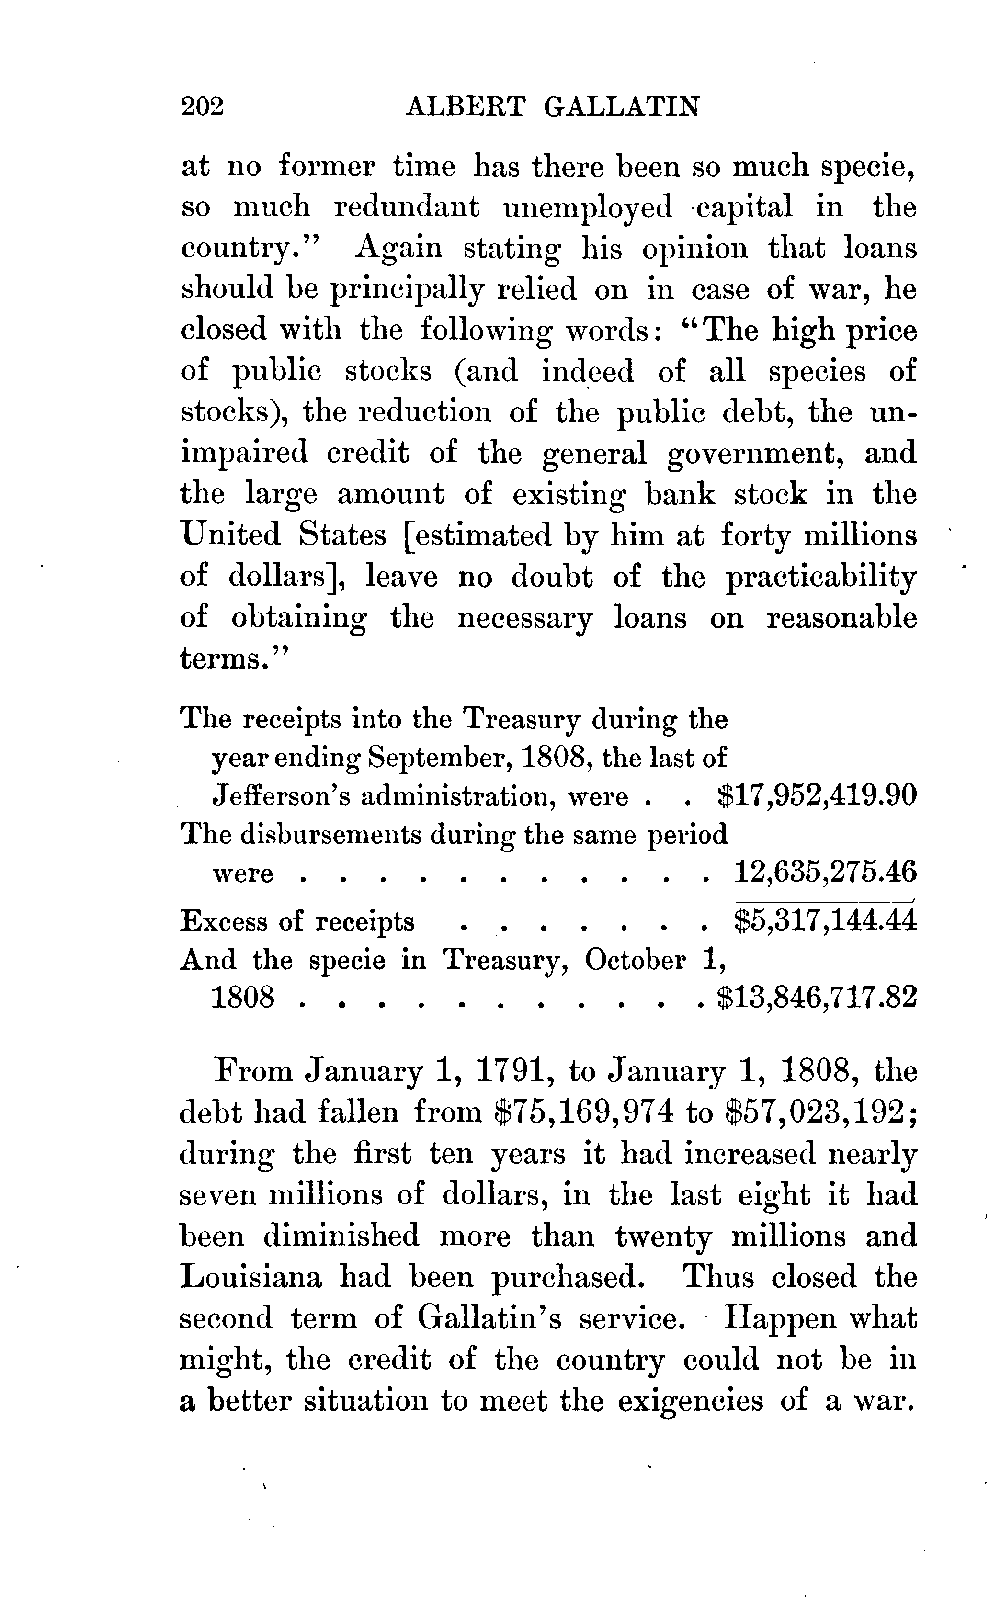 202 ALBERT GALLATIN
at no former time has there been so much specie,
so much redundant unemployed capital in the
country.” Again stating his opinion that loans
should be principally relied on in case of war, he
closed with the following words: “The high price
of public stocks (and indeed of all species of
stocks), the reduction of the public debt, the un-
impaired credit of the general government, and
the large amount of existing bank stock in the
United States [estimated by him at forty millions
of dollars], leave no doubt of the practicability
of obtaining the necessary loans on reasonable
terms.”
The receipts into the Treasury during the
year ending September, 1808, the last of
Jefferson’s administration, were . . $17,952,419.90
The disbursements during the same period
were . . . . . . . . . . . 12,635,275.46
Excess of receipts . . . . . . . $5,317,144.44
And the specie in Treasury, October 1,
1808 . . . . . . . . . . . $13,846,717.82
From January 1, 1791, to January 1, 1808, the
debt had fallen from $75,169,974 to $57,023,192;
during the first ten years it had increased nearly
seven millions of dollars, in the last eight it had
been diminished more than twenty millions and
Louisiana had been purchased. Thus closed the
second term of Gallatin’s service. Happen what
might, the credit of the country could not be in
a better situation to meet the exigencies of a war.